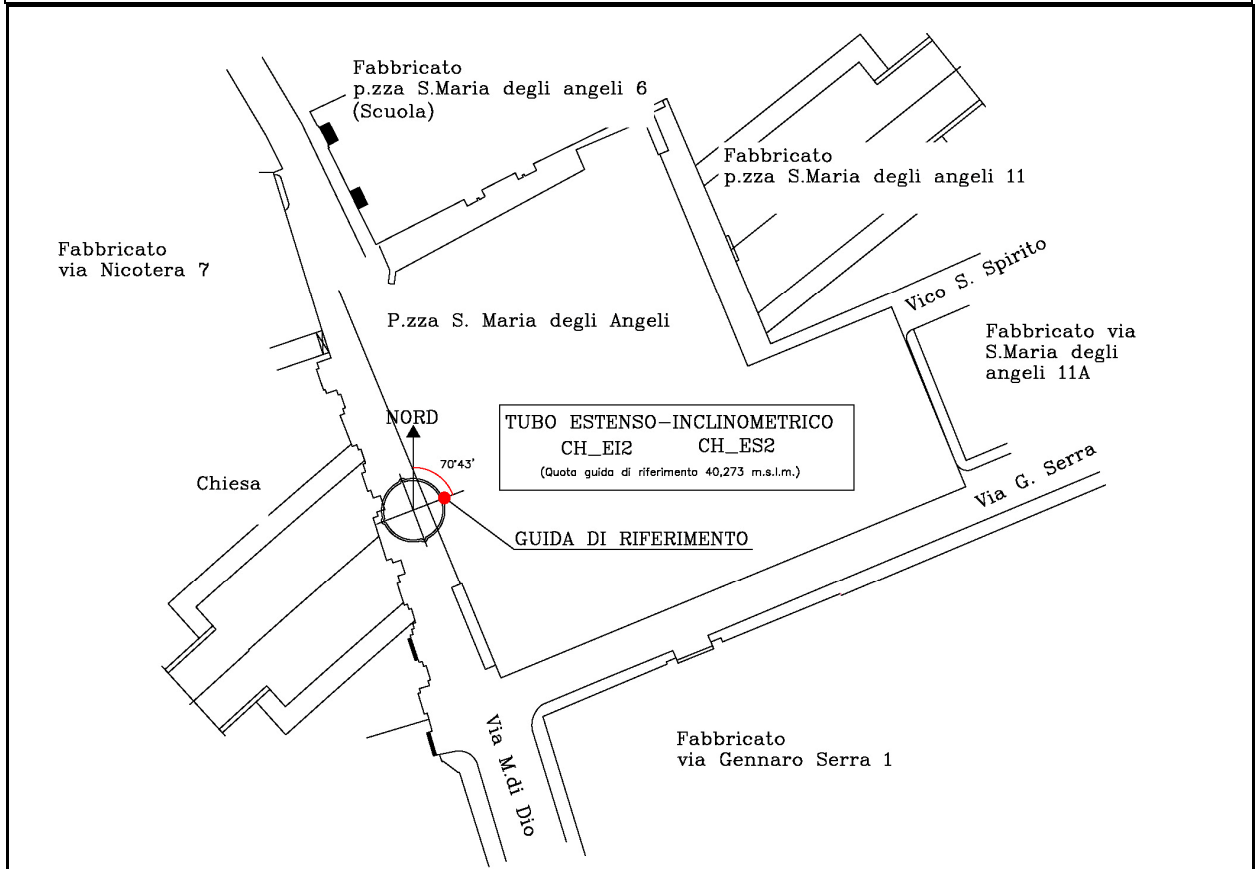 Fabbricato
p.zza S.Maria degli angeli 6
(Scuola)
Fabbricato
p.zza S.Maria degli angeli 11
Fabbricato
via Nicotera 7
Vico S. Spirito
P.zza S. Maria degli Angeli
Fabbricato via
S.Maria degli
angeli 11A
NORD
TUBO ESTENSO-INCLINOMETRICO
CH_EI2 CH_ES2
(Quota guida di riferimento 40,273 m.s.l.m.)
70°43'
Chiesa
Via G. Serra
GUIDA DI RIFERIMENTO
Via M.di Dio
Fabbricato
via Gennaro Serra 1